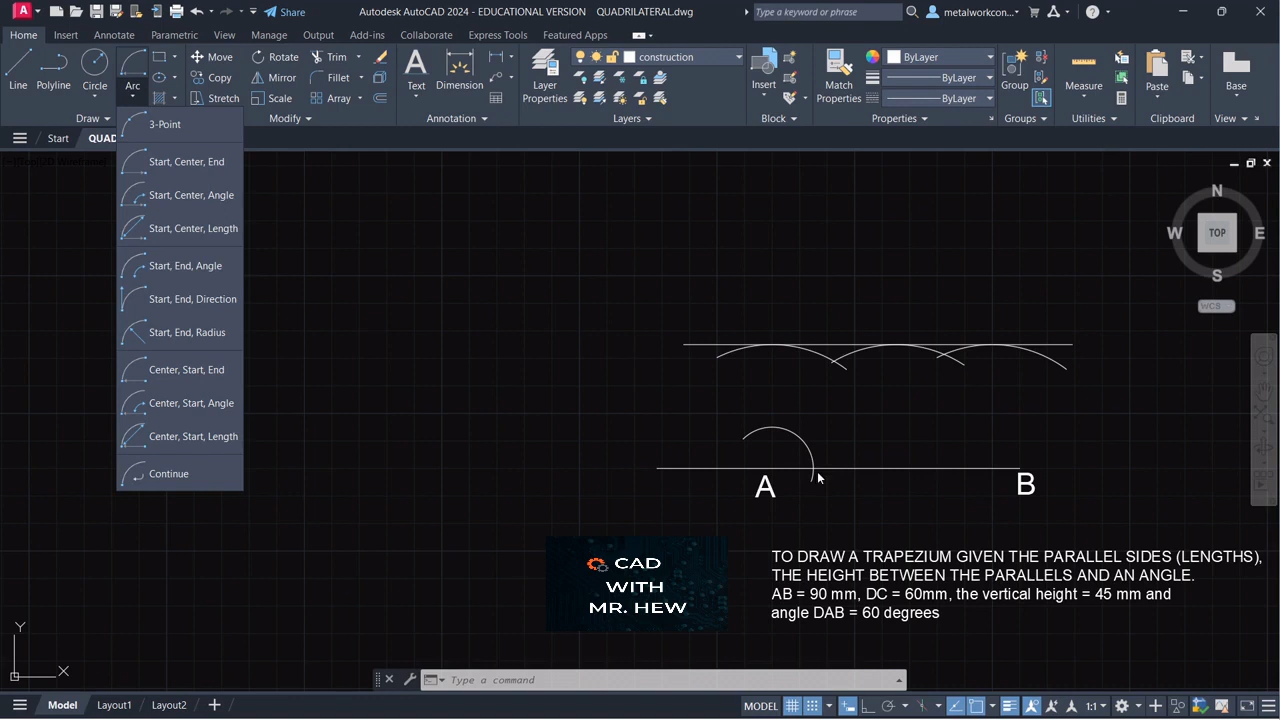 Share
Autodesk AutoCAD 2024 - EDUCATIONAL VERSION QUADRILATERAL.dwg
Type a keyword or phrase
metalworkcon...
Home Insert Annotate Parametric View Manage Output Add-ins Collaborate Express Tools Featured Apps
Line Polyline Circle Arc
Move Rotate Trim
Copy Mirror Fillet
Stretch Scale Array
Text Dimension
Layer Properties
construction
Insert
Match Properties
ByLayer
ByLayer
ByLayer
Group Measure Paste Base
Draw Modify Annotation Layers Block Properties Groups Utilities Clipboard View
Start QUAD
3-Point
Start, Center, End
Start, Center, Angle
Start, Center, Length
Start, End, Angle
Start, End, Direction
Start, End, Radius
Center, Start, End
Center, Start, Angle
Center, Start, Length
Continue
N
W TOP E
S
WCS
A B
CAD
WITH
MR. HEW
TO DRAW A TRAPEZIUM GIVEN THE PARALLEL SIDES (LENGTHS),
THE HEIGHT BETWEEN THE PARALLELS AND AN ANGLE.
AB = 90 mm, DC = 60mm, the vertical height = 45 mm and
angle DAB = 60 degrees
Y
X
Type a command
Model Layout1 Layout2
MODEL 1:1